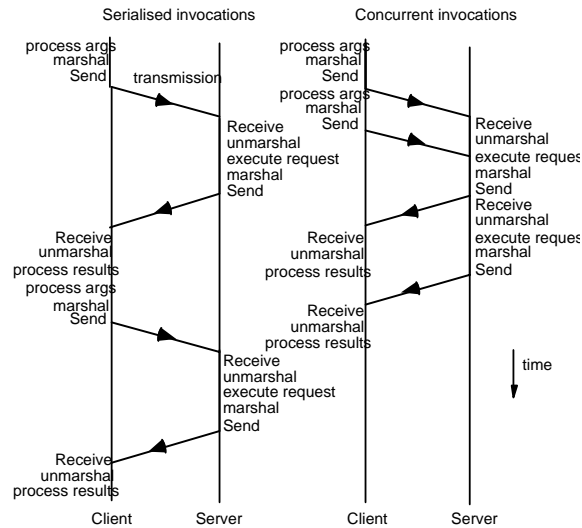 Serialised invocations
process args
marshal
Send
transmission
Receive
unmarshal
execute request
marshal
Send
Receive
unmarshal
process results
process args
marshal
Send
Receive
unmarshal
execute request
marshal
Send
Receive
unmarshal
process results
Client
Server
Concurrent invocations
process args
marshal
Send
process args
marshal
Send
Receive
unmarshal
execute request
marshal
Send
Receive
unmarshal
execute request
marshal
Send
Receive
unmarshal
process results
Receive
unmarshal
process results
time
Client
Server